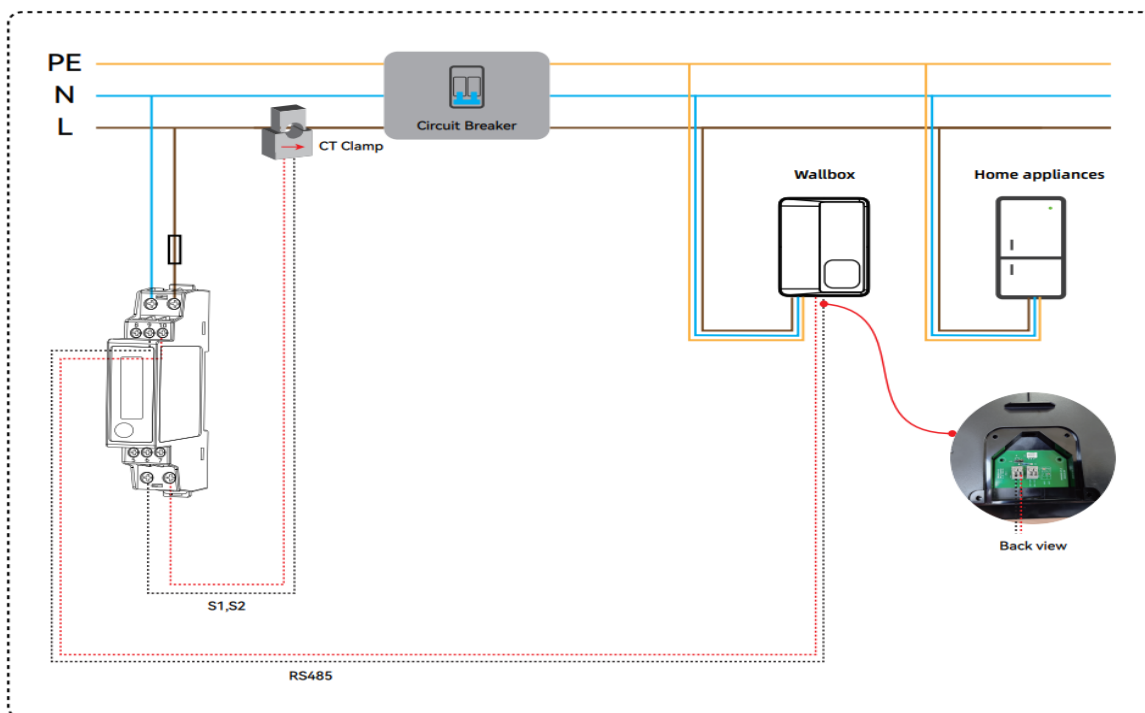 PE
N
L
Circuit Breaker
CT Clamp
Wallbox
Home appliances
Back view
S1,S2
RS485